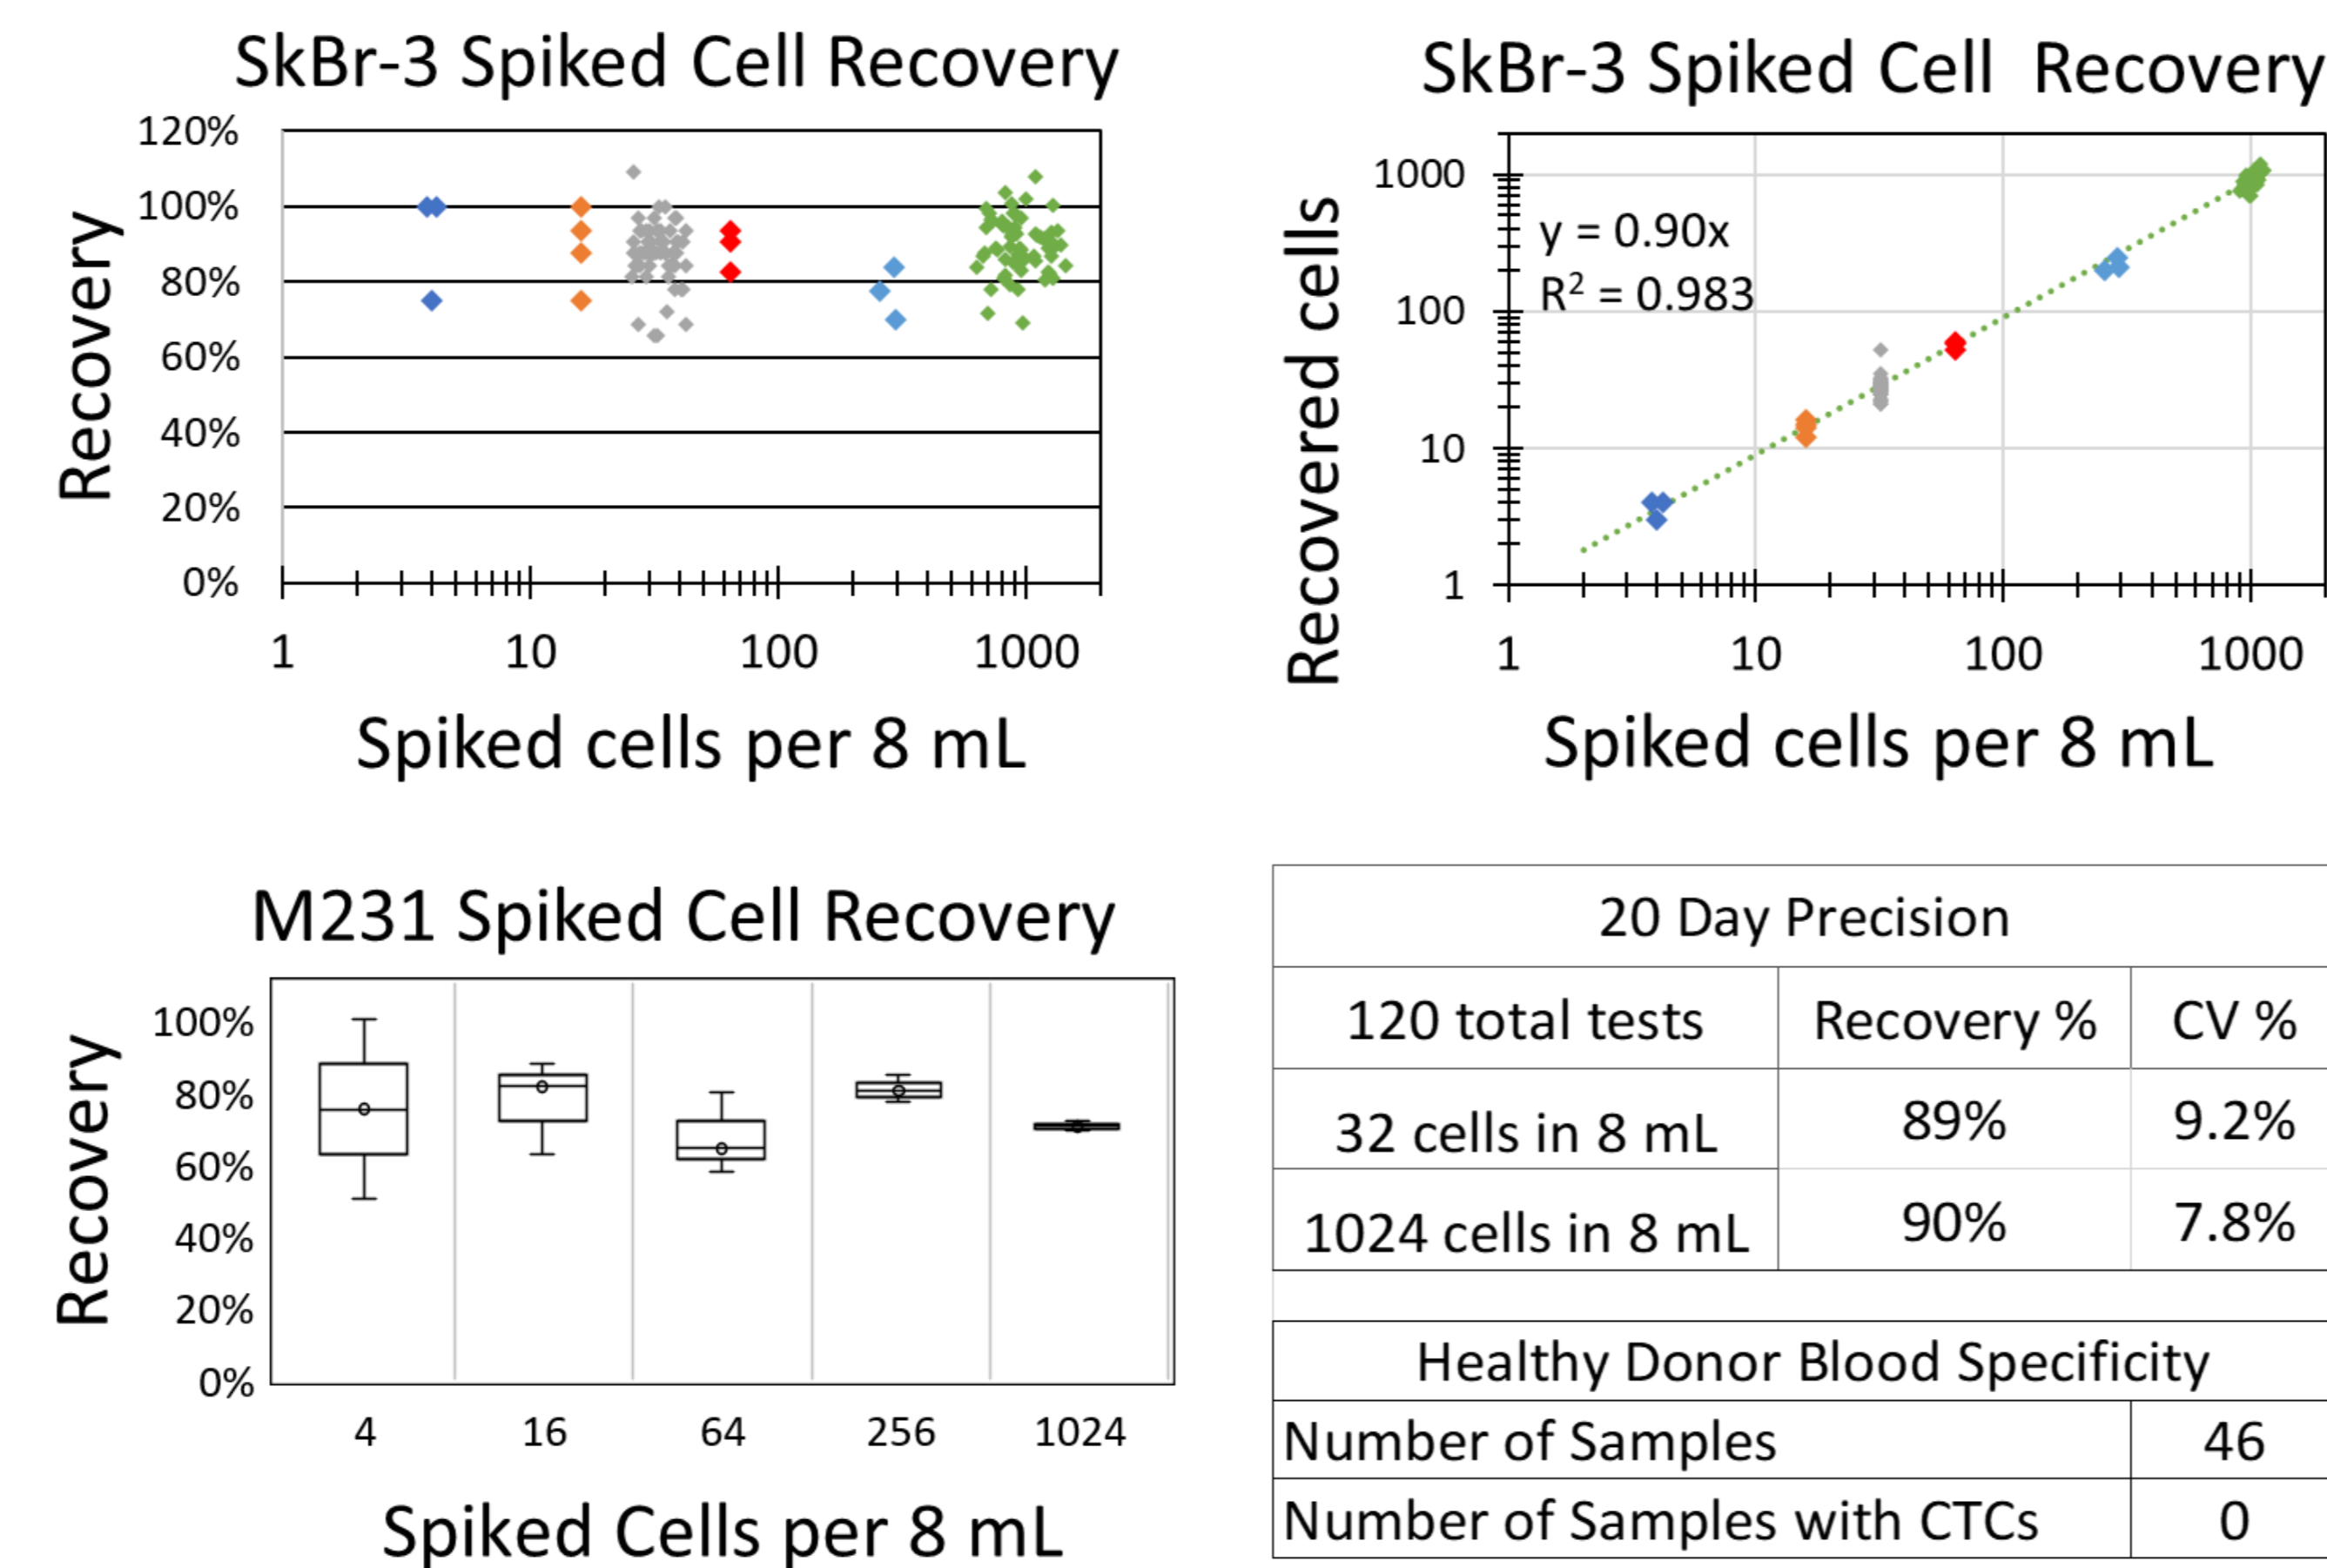 SkBr-3 Spiked Cell Recovery
120%
100%
80%
60%
40%
20%
0%
Recovery
1 10 100 1000
Spiked cells per 8 mL
SkBr-3 Spiked Cell Recovery
1000
100
10
1
Recovered cells
y = 0.90x
R² = 0.983
1 10 100 1000
Spiked cells per 8 mL
M231 Spiked Cell Recovery
100%
80%
60%
40%
20%
0%
Recovery
4 16 64 256 1024
Spiked Cells per 8 mL
20 Day Precision
120 total tests Recovery % CV %
32 cells in 8 mL 89% 9.2%
1024 cells in 8 mL 90% 7.8%
Healthy Donor Blood Specificity
Number of Samples 46
Number of Samples with CTCs 0